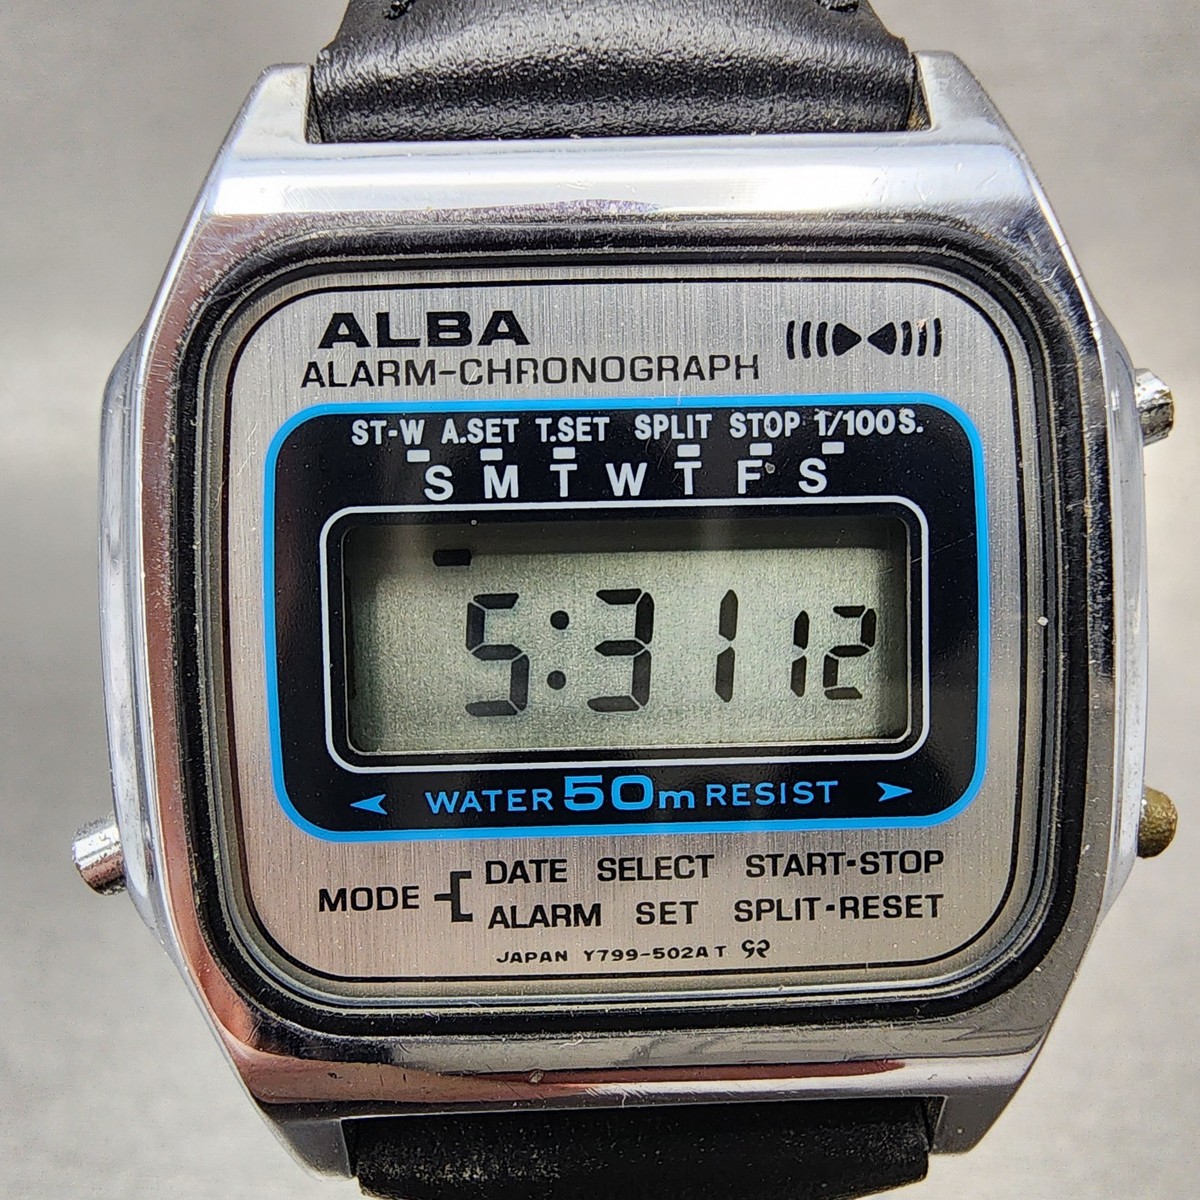 ALBA
ALARM-CHRONOGRAPH
ST-W A.SET T.SET SPLIT STOP 1/100S.
S M T W T F S
5:31 12
WATER 50m RESIST
MODE
DATE SELECT START-STOP
ALARM SET SPLIT-RESET
JAPAN Y799-502A T